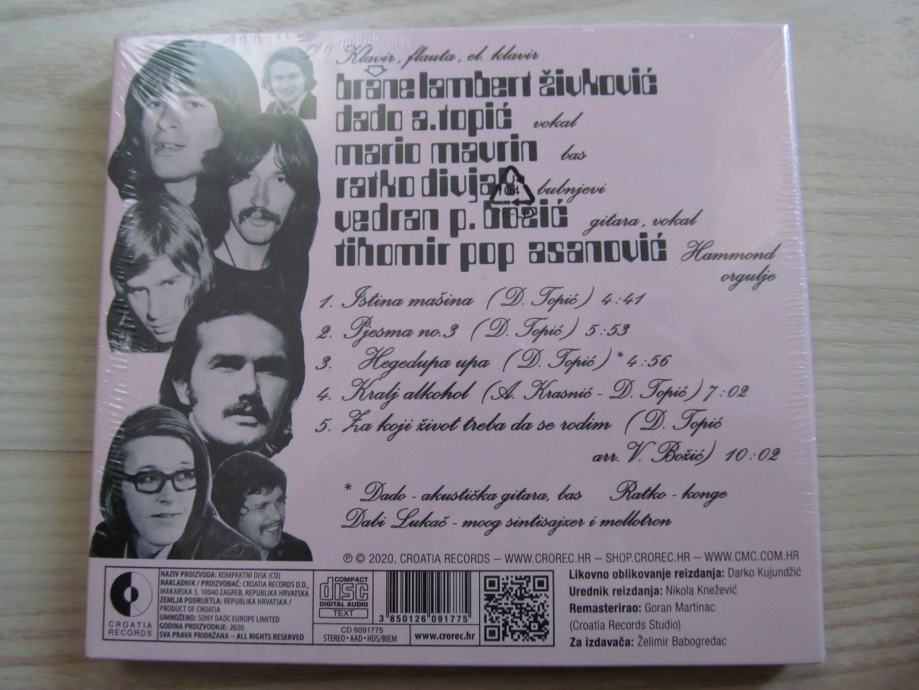 Klavir, flauta, el. klavir
brane lambert živković
dado a.topić vokal
mario mavrin bas
ratko divjak bubnjevi
04
vedran p. božić gitara, vokal
tihomir pop asanović Hammond
orgulje
1. Istina mašina (D. Topić) 4:41
2. Pjesma no.3 (D. Topić) 5:53
3. Hegedupa upa (D. Topić) * 4:56
4. Kralj alkohol (A. Krasnić - D. Topić) 7:02
5. Za koji život treba da se rodim (D. Topić
arr. V. Božić) 10:02
* Dado - akustička gitara, bas Ratko - konge
Dabi Lukač - moog sintisajzer i mellotron
℗ © 2020. CROATIA RECORDS – WWW.CROREC.HR – SHOP.CROREC.HR – WWW.CMC.COM.HR
CROATIA
RECORDS
NAZIV PROIZVODA: KOMPAKTNI DISK (CD)
NAKLADNIK / PROIZVOĐAČ: CROATIA RECORDS D.D.,
MAKARSKA 3, 10040 ZAGREB, REPUBLIKA HRVATSKA
ZEMLJA PODRIJETLA: REPUBLIKA HRVATSKA /
PRODUCT OF CROATIA
UMNOŽENO: SONY DADC EUROPE LIMITED
GODINA PROIZVODNJE: 2020.
SVA PRAVA PRIDRŽANA – ALL RIGHTS RESERVED
COMPACT
disc
DIGITAL AUDIO
TEXT
CD 6091775
STEREO • AAD • HDS/BIEM
3 850126 091775
www.crorec.hr
Likovno oblikovanje reizdanja: Darko Kujundžić
Urednik reizdanja: Nikola Knežević
Remasterirao: Goran Martinac
(Croatia Records Studio)
Za izdavača: Želimir Babogredac